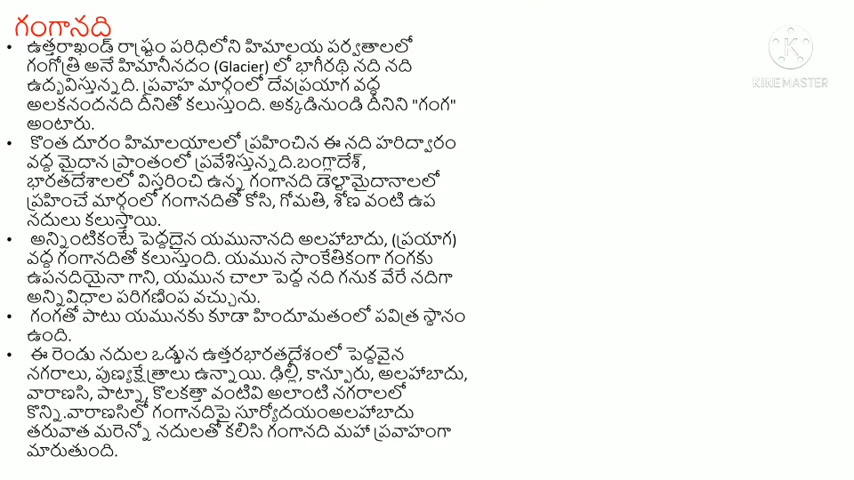 గంగానది
• ఉత్తరాఖండ్ రాష్ట్రం పరిధిలోని హిమాలయ పర్వతాలలో
గంగోత్రి అనే హిమానీనదం (Glacier) లో భాగీరథి నది నది
ఉద్భవిస్తున్నది. ప్రవాహ మార్గంలో దేవప్రయాగ వద్ద
అలకనందనది దీనితో కలుస్తుంది. అక్కడినుండి దీనిని "గంగ"
అంటారు.
• కొంత దూరం హిమాలయాలలో ప్రహించిన ఈ నది హరిద్వారం
వద్ద మైదాన ప్రాంతంలో ప్రవేశిస్తున్నది.బంగ్లాదేశ్,
భారతదేశాలలో విస్తరించి ఉన్న గంగానది డెల్టామైదానాలలో
ప్రహించే మార్గంలో గంగానదితో కోసి, గోమతి, శోణ వంటి ఉప
నదులు కలుస్తాయి.
• అన్నింటికంటే పెద్దదైన యమునానది అలహాబాదు, (ప్రయాగ)
వద్ద గంగానదితో కలుస్తుంది. యమున సాంకేతికంగా గంగకు
ఉపనదియైనా గాని, యమున చాలా పెద్ద నది గనుక వేరే నదిగా
అన్నివిధాల పరిగణింప వచ్చును.
• గంగతో పాటు యమునకు కూడా హిందూమతంలో పవిత్ర స్థానం
ఉంది.
• ఈ రెండు నదుల ఒడ్డున ఉత్తరభారతదేశంలో పెద్దవైన
నగరాలు, పుణ్యక్షేత్రాలు ఉన్నాయి. ఢిల్లీ, కాన్పూరు, అలహాబాదు,
వారాణసి, పాట్నా, కొలకత్తా వంటివి అలాంటి నగరాలలో
కొన్ని.వారాణసిలో గంగానదిపై సూర్యోదయంఅలహాబాదు
తరువాత మరెన్నో నదులతో కలిసి గంగానది మహా ప్రవాహంగా
మారుతుంది.
K
KINEMASTER